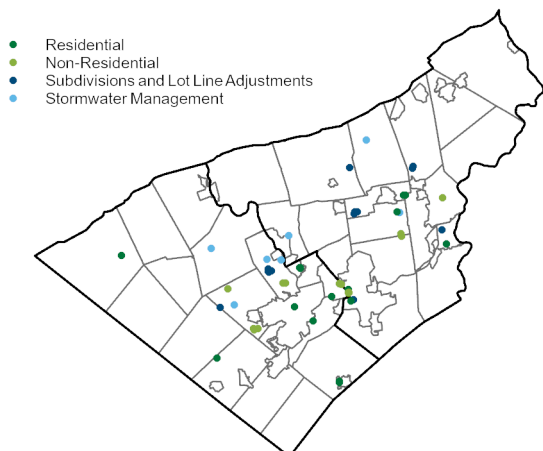 Residential
Non-Residential
Subdivisions and Lot Line Adjustments
Stormwater Management